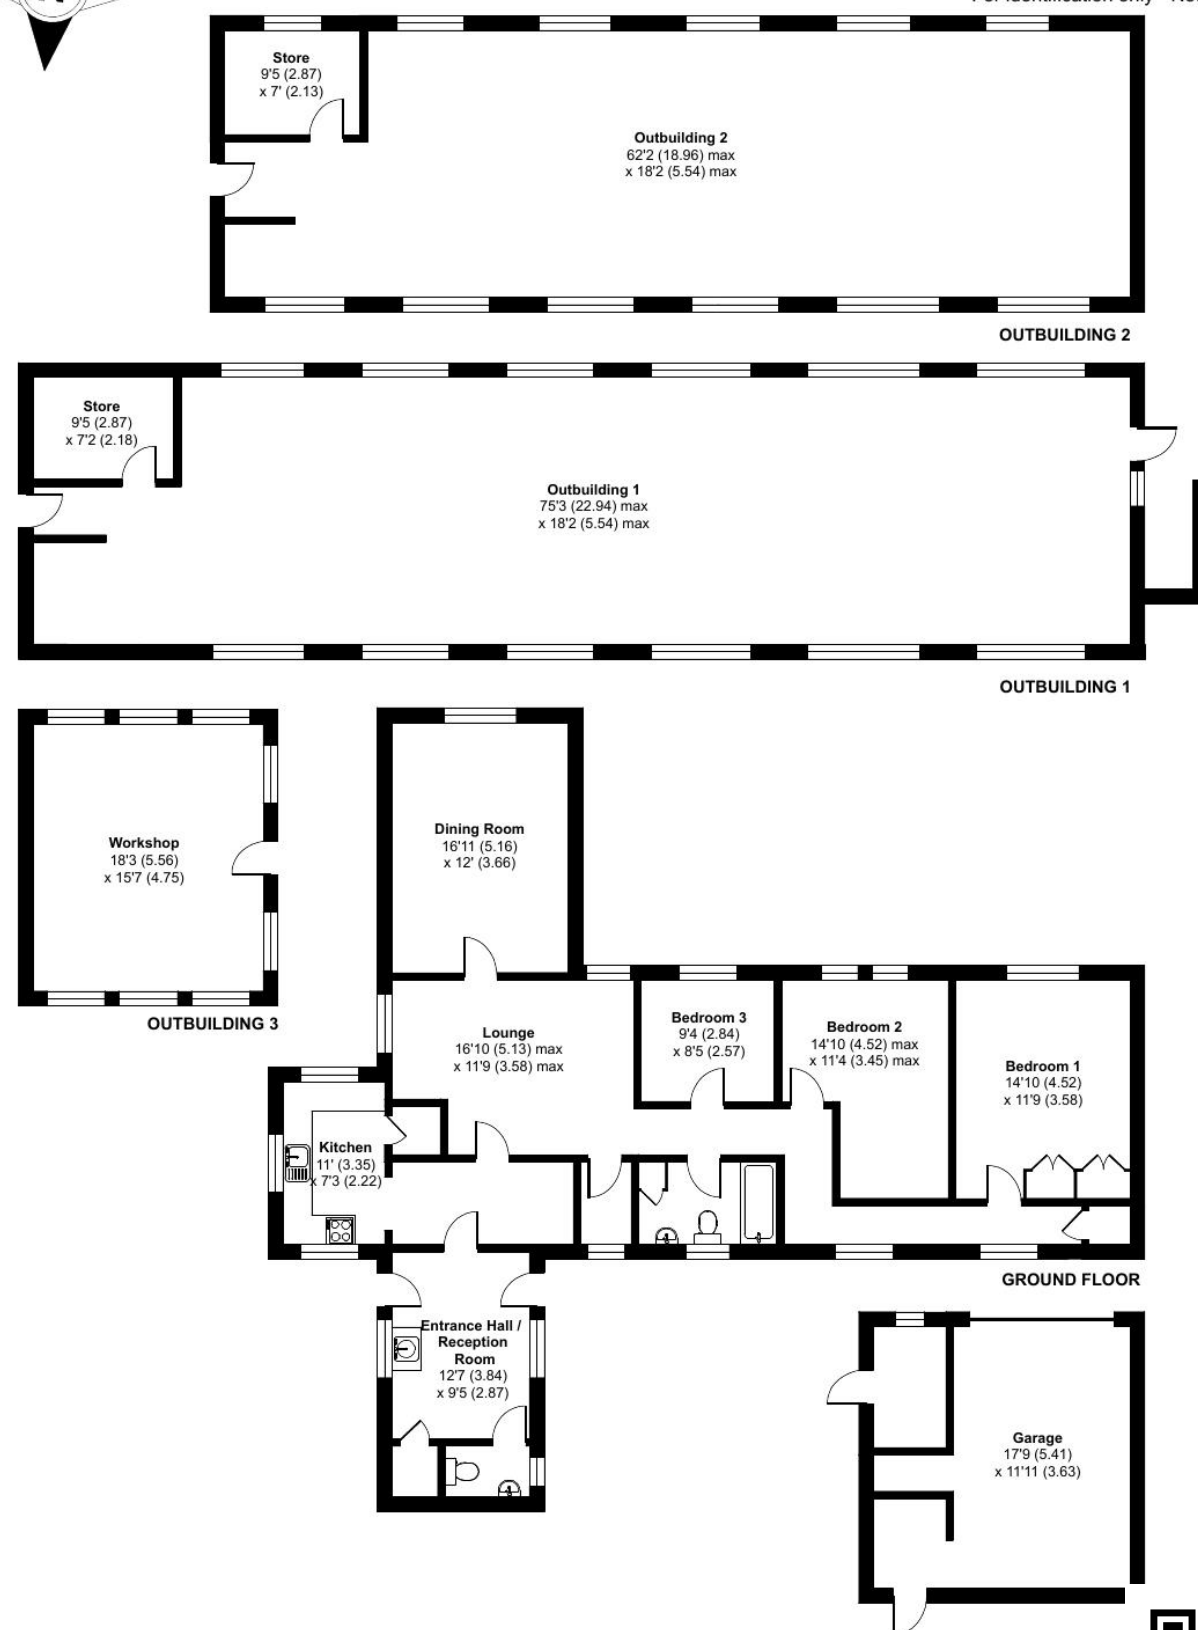 Store
9'5 (2.87)
x 7' (2.13)
Outbuilding 2
62'2 (18.96) max
x 18'2 (5.54) max
OUTBUILDING 2
Store
9'5 (2.87)
x 7'2 (2.18)
Outbuilding 1
75'3 (22.94) max
x 18'2 (5.54) max
OUTBUILDING 1
Workshop
18'3 (5.56)
x 15'7 (4.75)
OUTBUILDING 3
Dining Room
16'11 (5.16)
x 12' (3.66)
Lounge
16'10 (5.13) max
x 11'9 (3.58) max
Bedroom 3
9'4 (2.84)
x 8'5 (2.57)
Bedroom 2
14'10 (4.52) max
x 11'4 (3.45) max
Bedroom 1
14'10 (4.52)
x 11'9 (3.58)
Kitchen
11' (3.35)
x 7'3 (2.22)
GROUND FLOOR
Entrance Hall /
Reception
Room
12'7 (3.84)
x 9'5 (2.87)
Garage
17'9 (5.41)
x 11'11 (3.63)